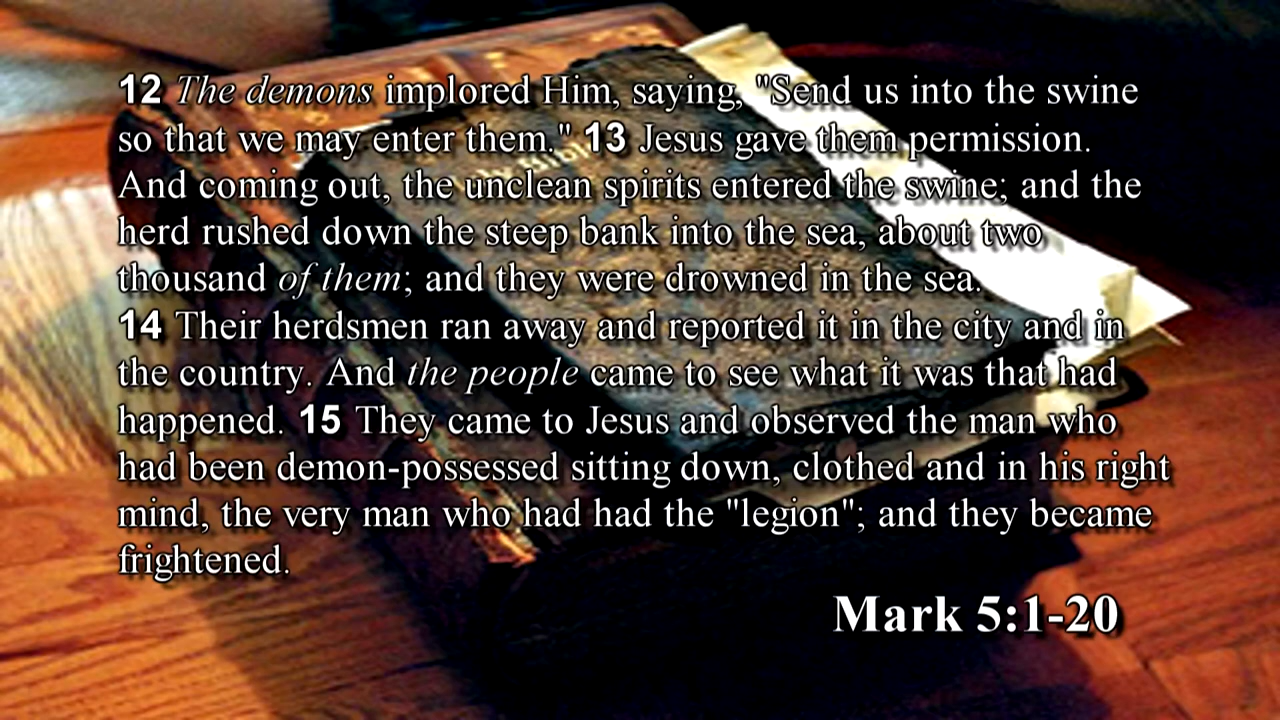 12 The demons implored Him, saying, "Send us into the swine
so that we may enter them." 13 Jesus gave them permission.
And coming out, the unclean spirits entered the swine; and the
herd rushed down the steep bank into the sea, about two
thousand of them; and they were drowned in the sea.
14 Their herdsmen ran away and reported it in the city and in
the country. And the people came to see what it was that had
happened. 15 They came to Jesus and observed the man who
had been demon-possessed sitting down, clothed and in his right
mind, the very man who had had the "legion"; and they became
frightened.
Mark 5:1-20